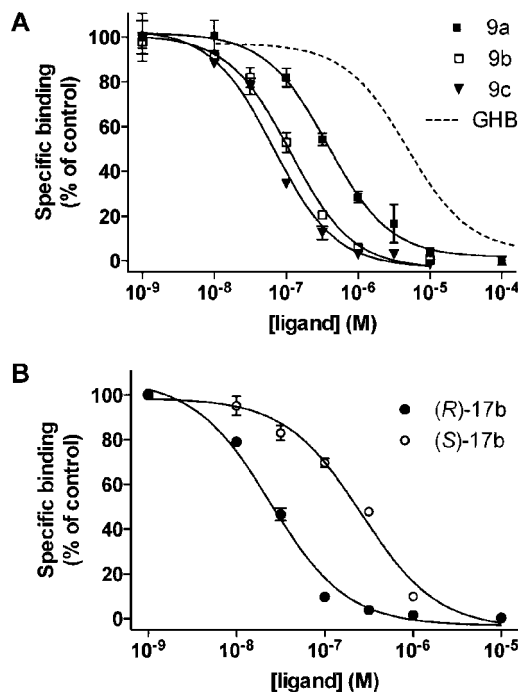 A
Specific binding
(% of control)
100
80
60
40
20
0
9a
9b
9c
GHB
10-9 10-8 10-7 10-6 10-5 10-4
[ligand] (M)
B
Specific binding
(% of control)
100
80
60
40
20
0
(R)-17b
(S)-17b
10-9 10-8 10-7 10-6 10-5
[ligand] (M)